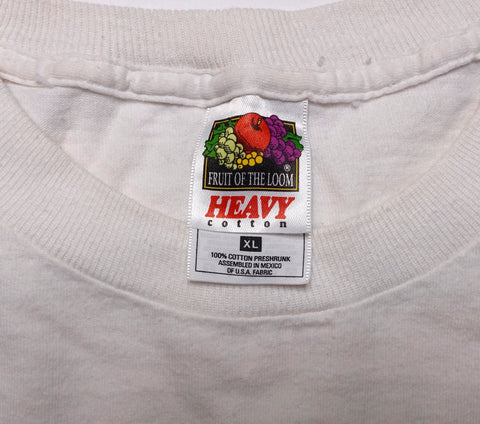 FRUIT OF THE LOOM ®
HEAVY
cotton
XL
100% COTTON PRESHRUNK
ASSEMBLED IN MEXICO
OF U.S.A. FABRIC